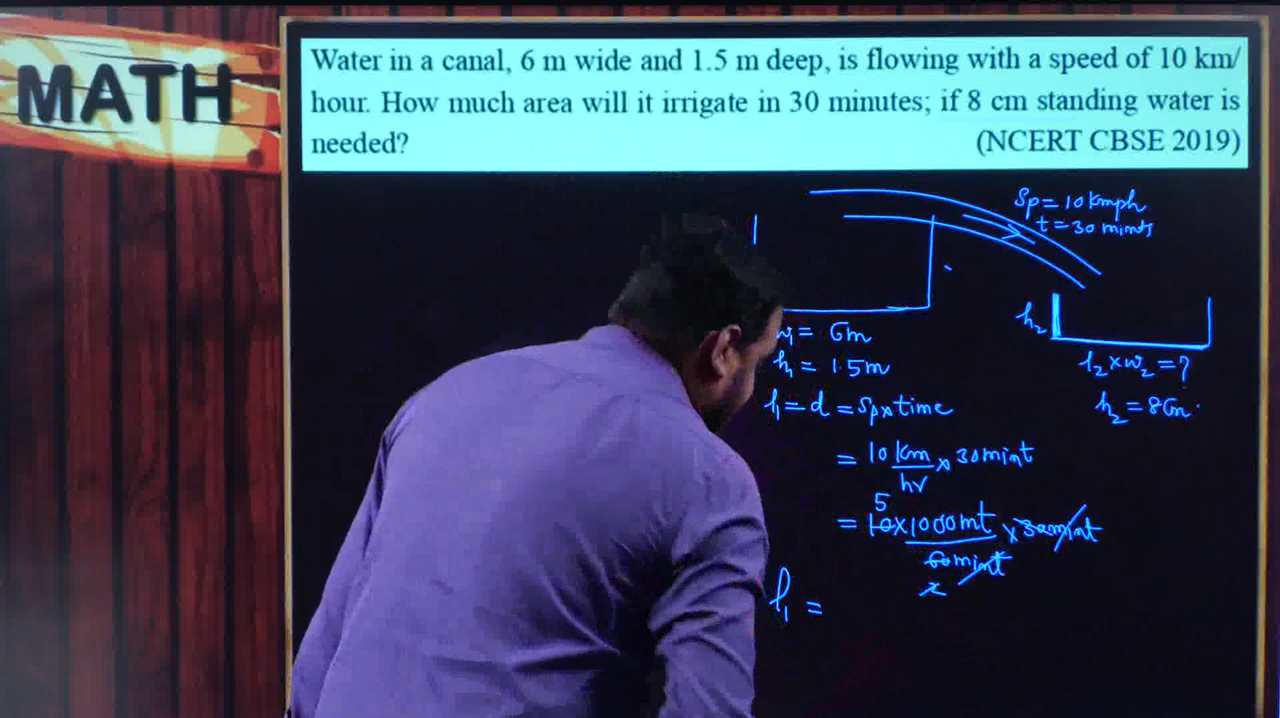 MATH
Water in a canal, 6 m wide and 1.5 m deep, is flowing with a speed of 10 km/
hour. How much area will it irrigate in 30 minutes; if 8 cm standing water is
needed?
(NCERT CBSE 2019)
Sp = 10 kmph
t = 30 mints
h₂
w₁ = 6m
h₁ = 1.5m
l₂ × w₂ = ?
l₁ = d = Sp × time
h₂ = 8 Cm.
= 10 km/hr × 30 mint
5
= 10 × 1000 mt / 60 mint × 30 mint
2
l₁ =